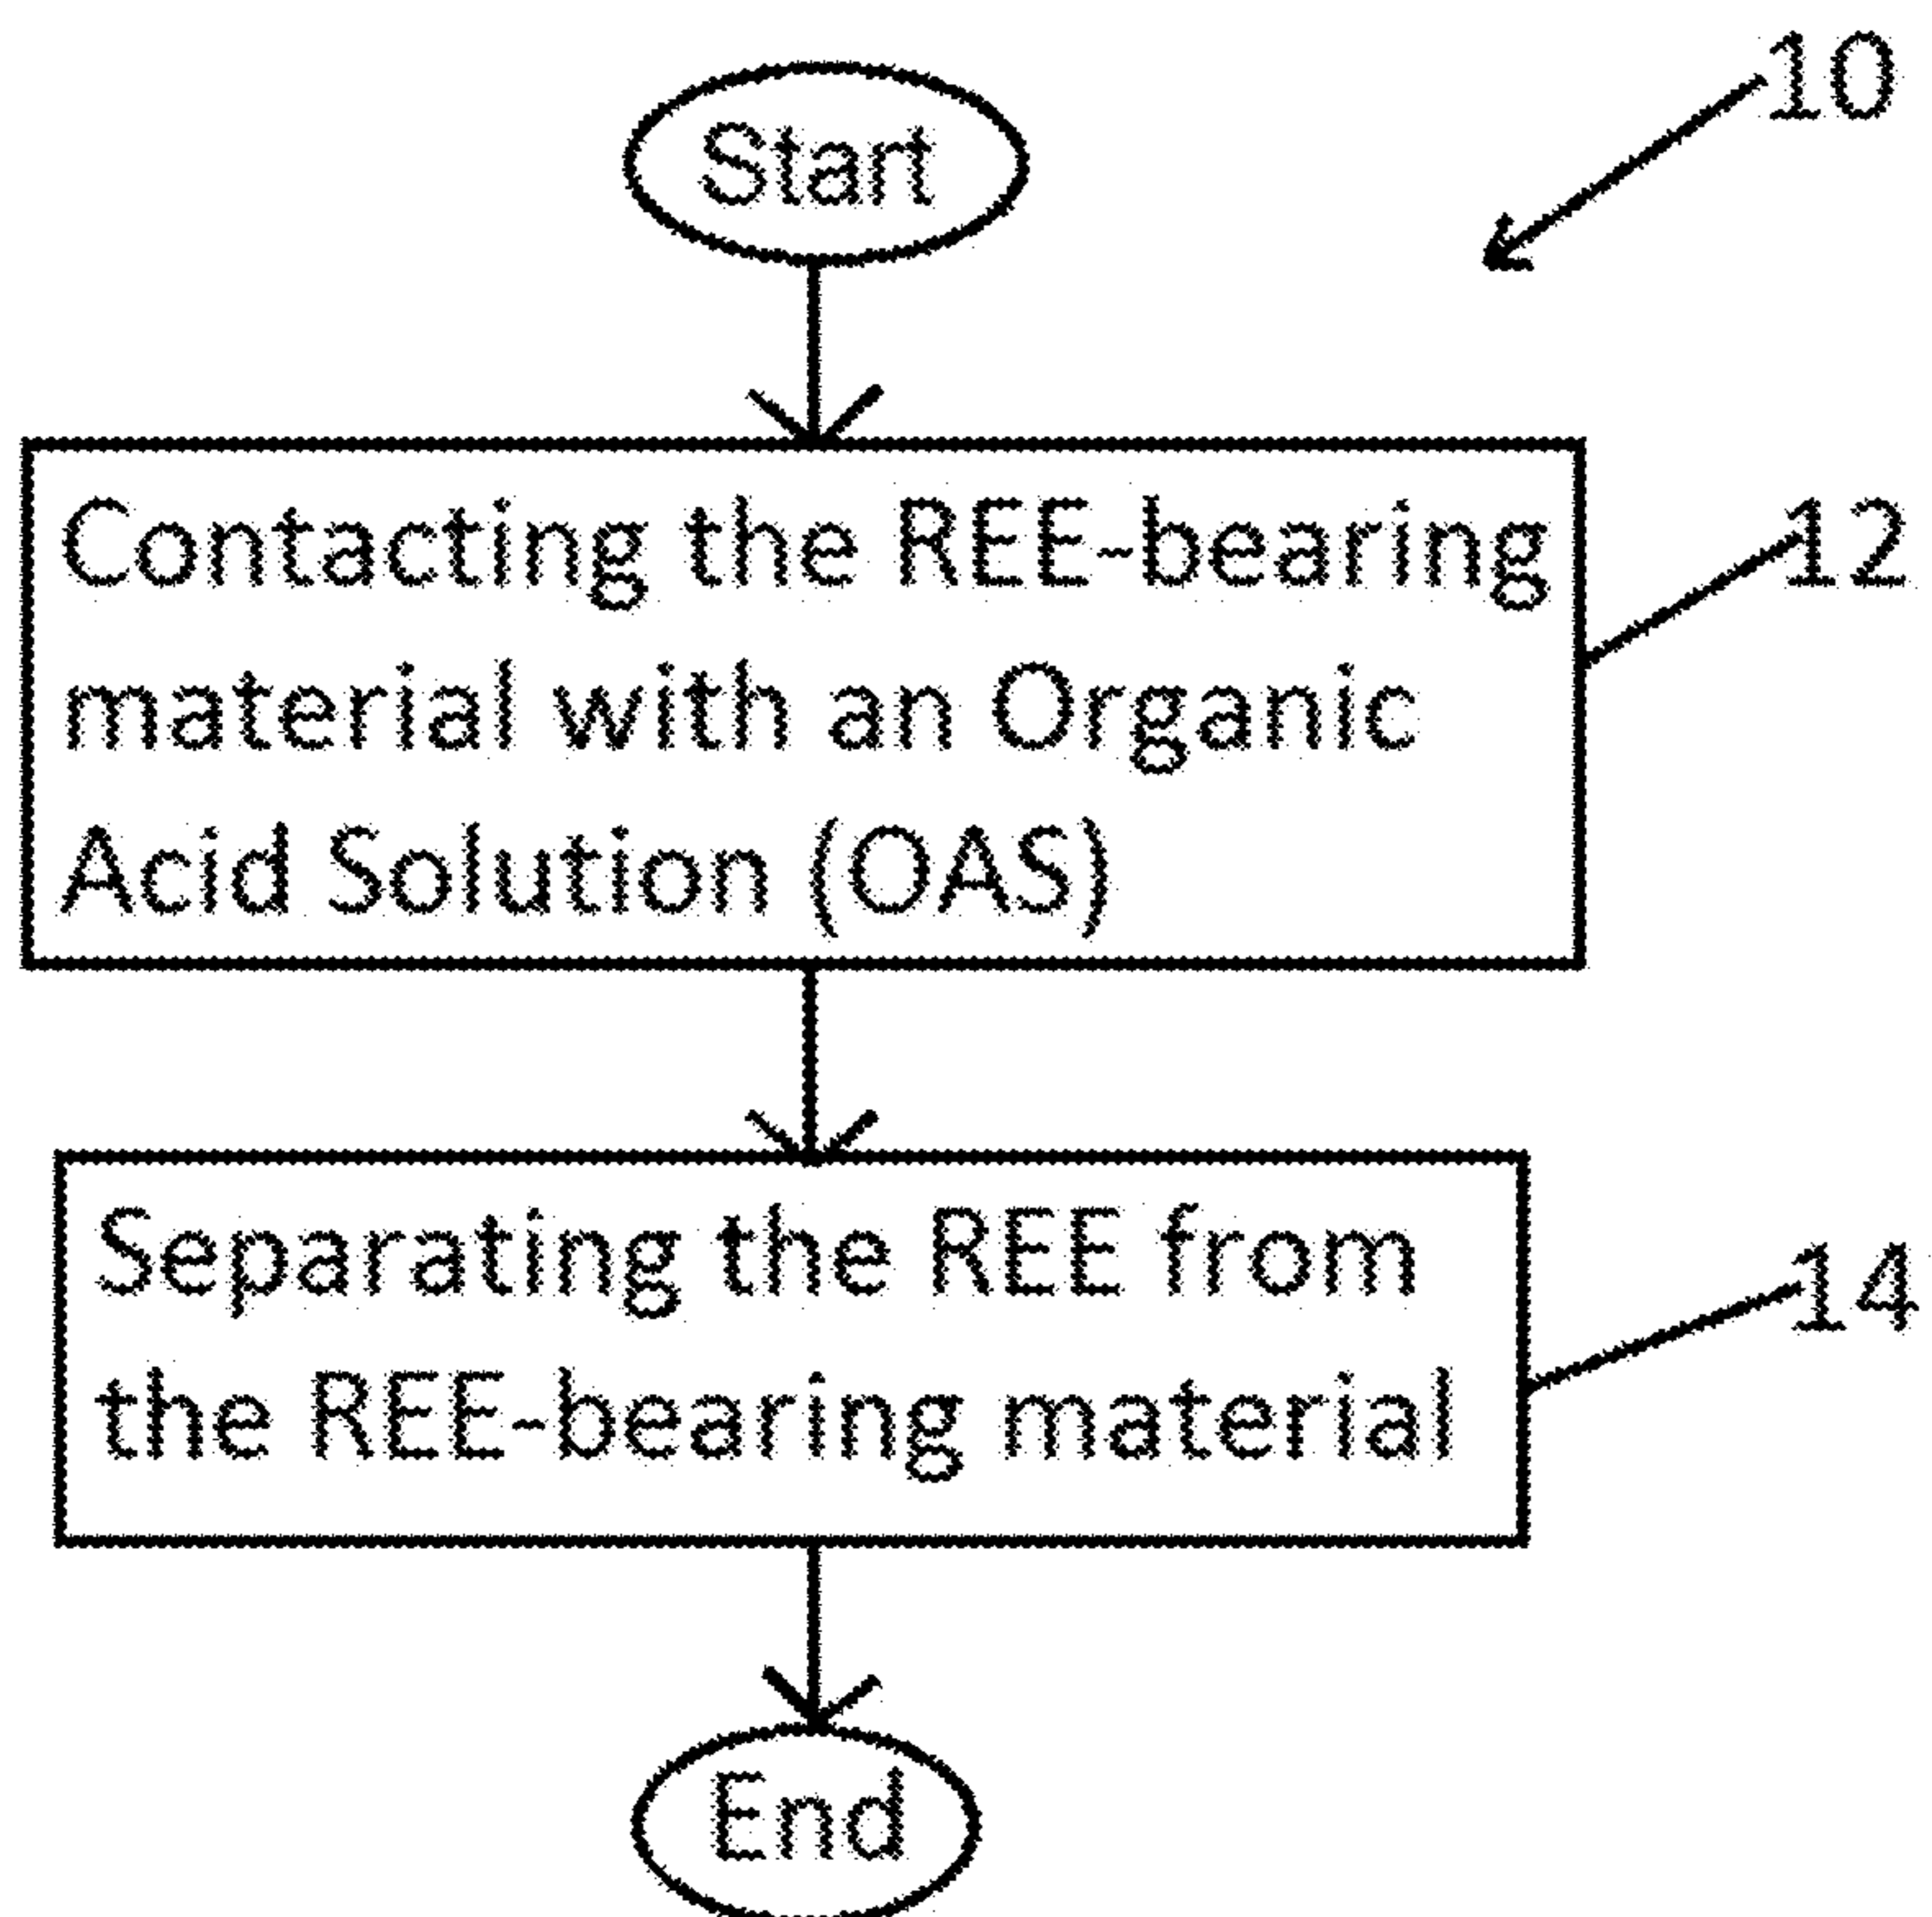 10
Start
Contacting the REE-bearing
material with an Organic
Acid Solution (OAS)
12
Separating the REE from
the REE-bearing material
14
End